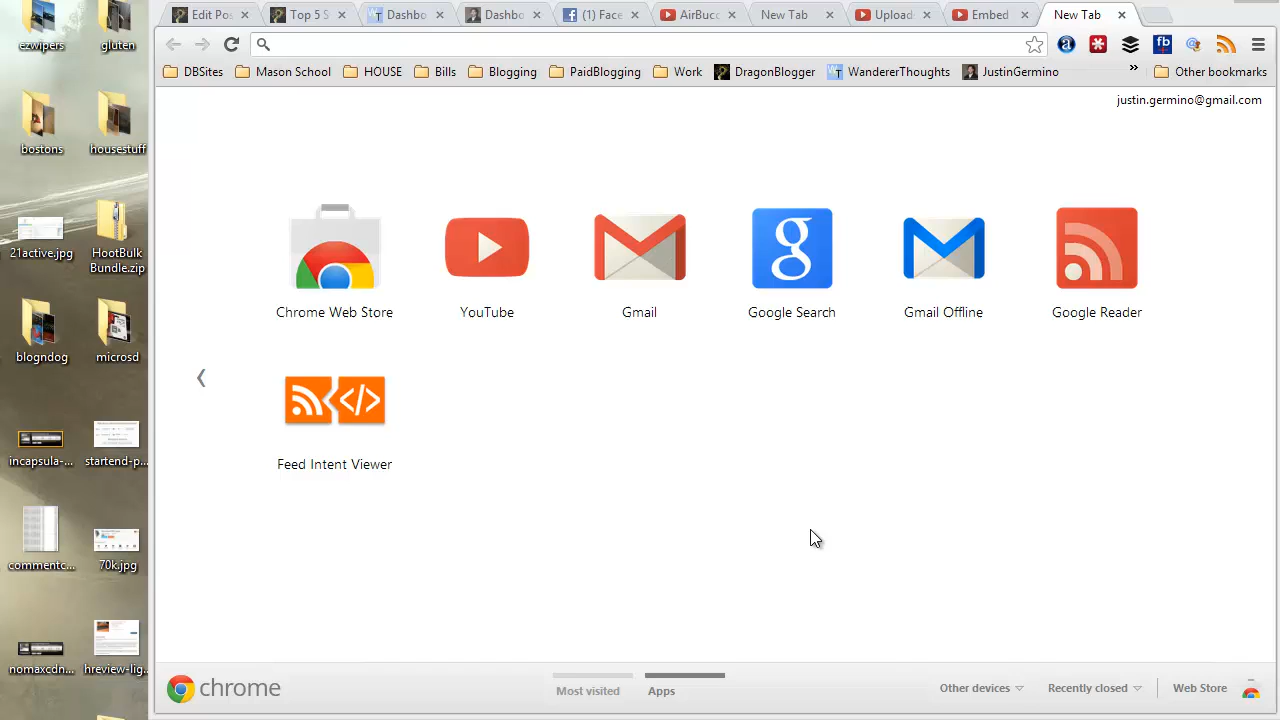 Edit Pos
Top 5 S
Dashbo
Dashbo
(1) Face
AirBucc
New Tab
Upload
Embed
New Tab
DBSites
Mason School
HOUSE
Bills
Blogging
PaidBlogging
Work
DragonBlogger
WandererThoughts
JustinGermino
Other bookmarks
justin.germino@gmail.com
ezwipers
gluten
bostons
housestuff
21active.jpg
HootBulk
Bundle.zip
blogndog
microsd
incapsula-...
startend-p...
commentc...
70k.jpg
nomaxcdn...
hreview-lig...
Chrome Web Store
YouTube
Gmail
Google Search
Gmail Offline
Google Reader
Feed Intent Viewer
chrome
Most visited
Apps
Other devices
Recently closed
Web Store